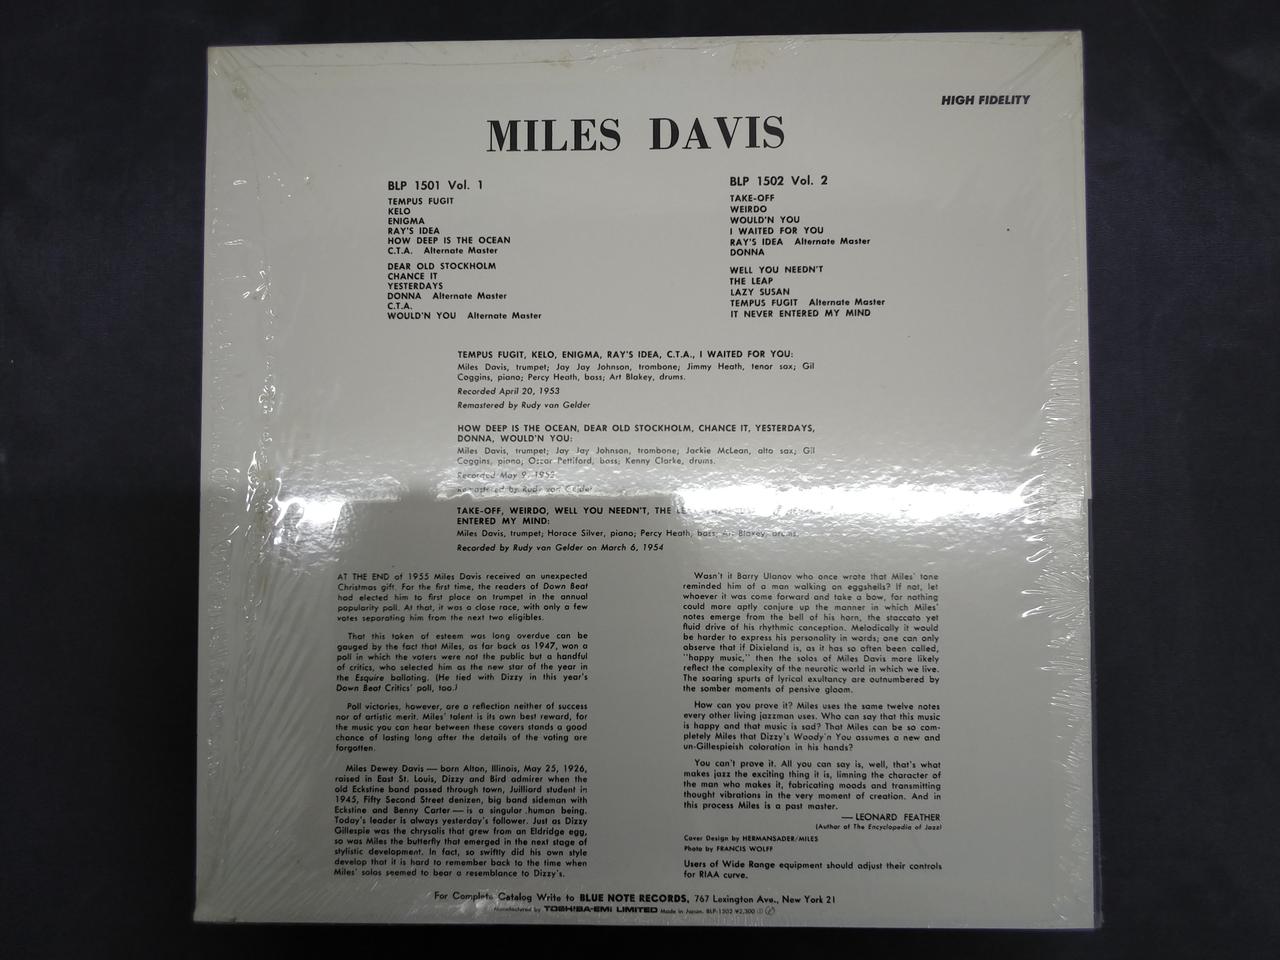 HIGH FIDELITY
MILES DAVIS
BLP 1501 Vol. 1
TEMPUS FUGIT
KELO
ENIGMA
RAY'S IDEA
HOW DEEP IS THE OCEAN
C.T.A. Alternate Master
DEAR OLD STOCKHOLM
CHANCE IT
YESTERDAYS
DONNA Alternate Master
C.T.A.
WOULD'N YOU Alternate Master
BLP 1502 Vol. 2
TAKE-OFF
WEIRDO
WOULD'N YOU
I WAITED FOR YOU
RAY'S IDEA Alternate Master
DONNA
WELL YOU NEEDN'T
THE LEAP
LAZY SUSAN
TEMPUS FUGIT Alternate Master
IT NEVER ENTERED MY MIND
TEMPUS FUGIT, KELO, ENIGMA, RAY'S IDEA, C.T.A., I WAITED FOR YOU:
Miles Davis, trumpet; Jay Jay Johnson, trombone; Jimmy Heath, tenor sax; Gil
Coggins, piano; Percy Heath, bass; Art Blakey, drums.
Recorded April 20, 1953
Remastered by Rudy van Gelder
HOW DEEP IS THE OCEAN, DEAR OLD STOCKHOLM, CHANCE IT, YESTERDAYS,
DONNA, WOULD'N YOU:
Miles Davis, trumpet; Jay Jay Johnson, trombone; Jackie McLean, alto sax; Gil
Coggins, piano; Oscar Pettiford, bass; Kenny Clarke, drums.
Recorded May 9, 1952
Remastered by Rudy van Gelder
TAKE-OFF, WEIRDO, WELL YOU NEEDN'T, THE
ENTERED MY MIND:
Miles Davis, trumpet; Horace Silver, piano; Percy Heath, bass; Art Blakey, drums.
Recorded by Rudy van Gelder on March 6, 1954
AT THE END of 1955 Miles Davis received an unexpected
Christmas gift. For the first time, the readers of Down Beat
had elected him to first place on trumpet in the annual
popularity poll. At that, it was a close race, with only a few
votes separating him from the next two eligibles.
That this token of esteem was long overdue can be
gauged by the fact that Miles, as far back as 1947, won a
poll in which the voters were not the public but a handful
of critics, who selected him as the new star of the year in
the Esquire balloting. (He tied with Dizzy in this year's
Down Beat Critics' poll, too.)
Poll victories, however, are a reflection neither of success
nor of artistic merit. Miles' talent is its own best reward, for
the music you can hear between these covers stands a good
chance of lasting long after the details of the voting are
forgotten.
Miles Dewey Davis — born Alton, Illinois, May 25, 1926,
raised in East St. Louis, Dizzy and Bird admirer when the
old Eckstine band passed through town, Juilliard student in
1945, Fifty Second Street denizen, big band sideman with
Eckstine and Benny Carter — is a singular human being.
Today's leader is always yesterday's follower. Just as Dizzy
Gillespie was the chrysalis that grew from an Eldridge egg,
so was Miles the butterfly that emerged in the next stage of
stylistic development. In fact, so swiftly did his own style
develop that it is hard to remember back to the time when
Miles' solos seemed to bear a resemblance to Dizzy's.
Wasn't it Barry Ulanov who once wrote that Miles' tone
reminded him of a man walking on eggshells? If not, let
whoever it was come forward and take a bow, for nothing
could more aptly conjure up the manner in which Miles'
notes emerge from the bell of his horn, the staccato yet
fluid drive of his rhythmic conception. Melodically it would
be harder to express his personality in words; one can only
observe that if Dixieland is, as it has so often been called,
"happy music," then the solos of Miles Davis more likely
reflect the complexity of the neurotic world in which we live.
The soaring spurts of lyrical exultancy are outnumbered by
the somber moments of pensive gloom.
How can you prove it? Miles uses the same twelve notes
every other living jazzman uses. Who can say that this music
is happy and that music is sad? That Miles can be so com-
pletely Miles that Dizzy's Woody'n You assumes a new and
un-Gillespieish coloration in his hands?
You can't prove it. All you can say is, well, that's what
makes jazz the exciting thing it is, limning the character of
the man who makes it, fabricating moods and transmitting
thought vibrations in the very moment of creation. And in
this process Miles is a past master.
— LEONARD FEATHER
(Author of The Encyclopedia of Jazz)
Cover Design by HERMANSADER/MILES
Photo by FRANCIS WOLFF
Users of Wide Range equipment should adjust their controls
for RIAA curve.
For Complete Catalog Write to BLUE NOTE RECORDS, 767 Lexington Ave., New York 21
Manufactured by TOSHIBA-EMI LIMITED Made in Japan. BLP-1502 ¥2,300